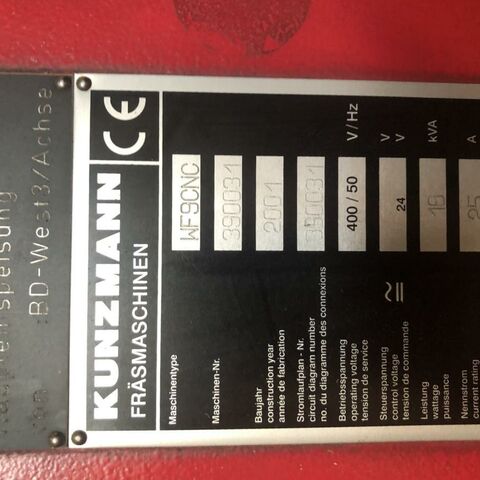 :BD-West3/Achse
KUNZMANN
FRÄSMASCHINEN
CE
Maschinentype
WF9CNC
Maschinen-Nr.
390031
Baujahr
construction year
année de fabrication
2001
Stromlaufplan - Nr.
circuit diagram number
no. du diagramme des connexions
390031
Betriebsspannung
operating voltage
tension de service
400 / 50
V / Hz
Steuerspannung
control voltage
tension de commande
≂
24
V
V
Leistung
wattage
puissance
16
kVA
Nennstrom
current rating
25
A